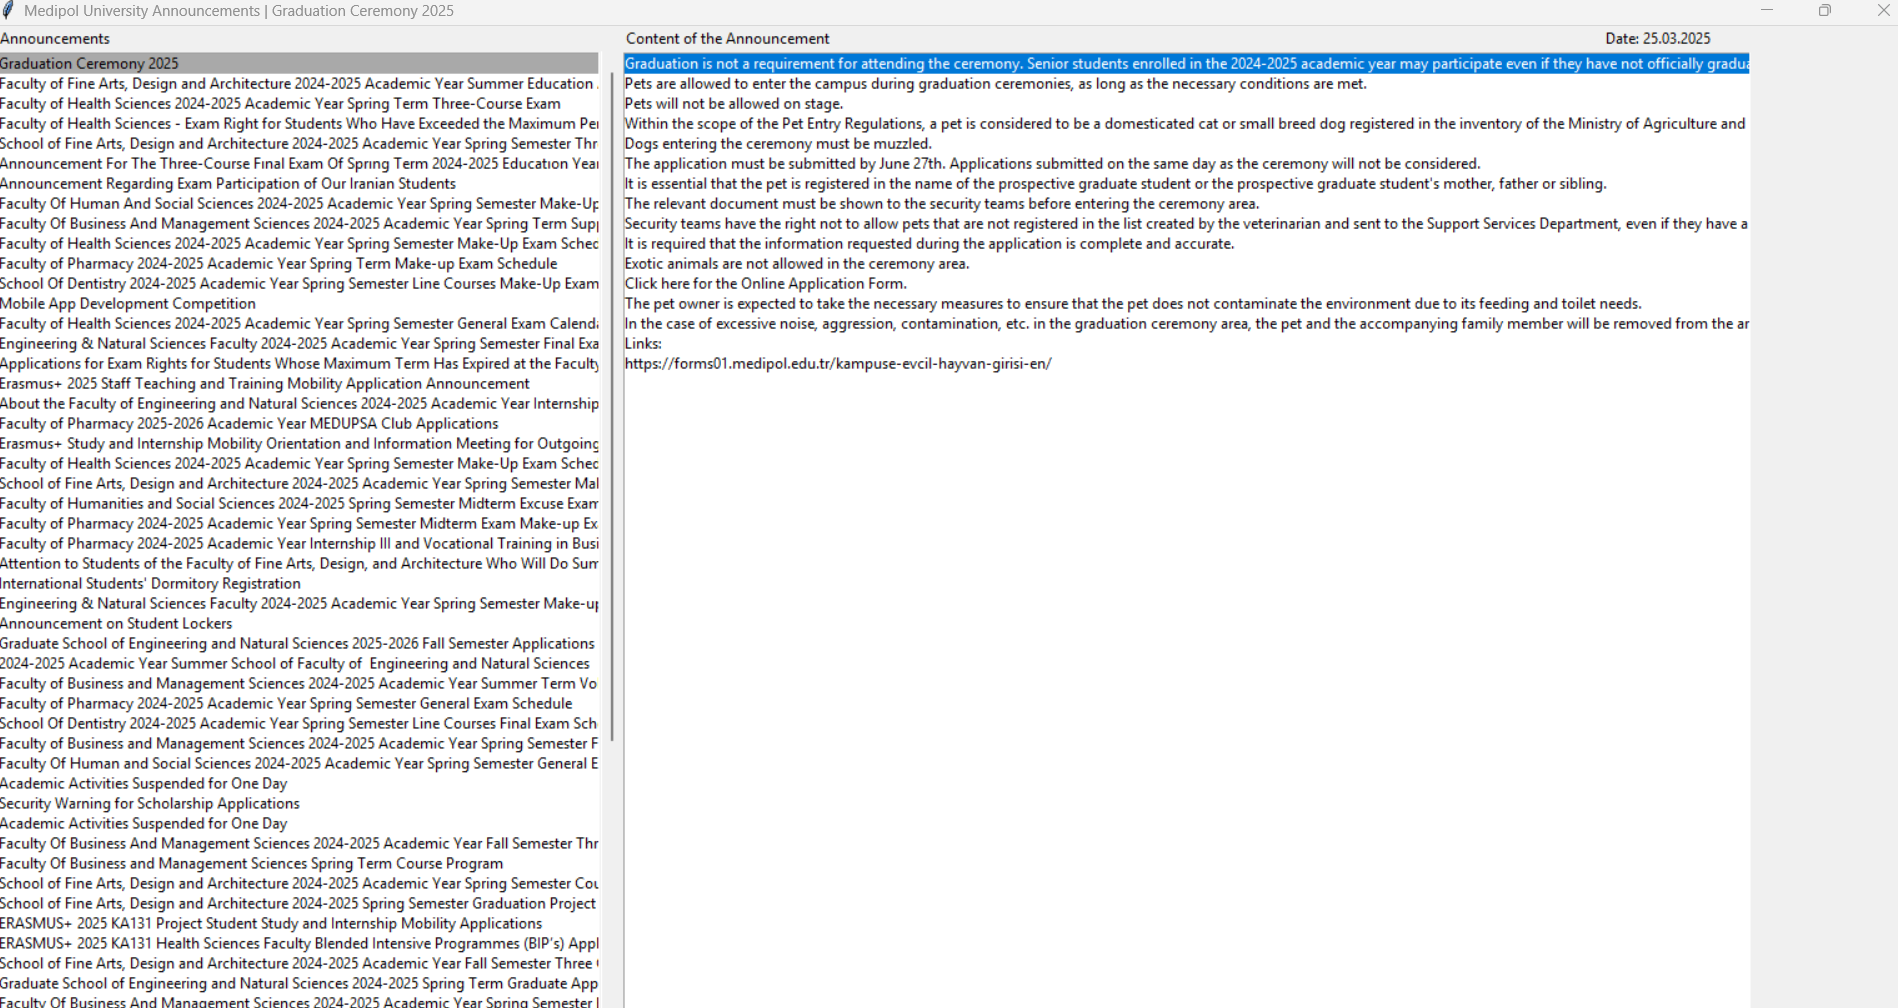 Medipol University Announcements | Graduation Ceremony 2025
Announcements
Graduation Ceremony 2025
Faculty of Fine Arts, Design and Architecture 2024-2025 Academic Year Summer Education
Faculty of Health Sciences 2024-2025 Academic Year Spring Term Three-Course Exam
Faculty of Health Sciences - Exam Right for Students Who Have Exceeded the Maximum
School of Fine Arts, Design and Architecture 2024-2025 Academic Year Spring Semester
Announcement For The Three-Course Fınal Exam Of Sprıng Term 2024-2025 Educatıon
Announcement Regarding Exam Participation of Our Iranian Students
Faculty Of Human And Social Sciences 2024-2025 Academic Year Spring Semester Make-Up
Faculty Of Business And Management Sciences 2024-2025 Academic Year Spring Term
Faculty of Health Sciences 2024-2025 Academic Year Spring Semester Make-Up Exam
Faculty of Pharmacy 2024-2025 Academic Year Spring Term Make-up Exam Schedule
School Of Dentistry 2024-2025 Academic Year Spring Semester Line Courses Make-Up Exam
Mobile App Development Competition
Faculty of Health Sciences 2024-2025 Academic Year Spring Semester General Exam
Engineering & Natural Sciences Faculty 2024-2025 Academic Year Spring Semester Final
Applications for Exam Rights for Students Whose Maximum Term Has Expired at the Faculty
Erasmus+ 2025 Staff Teaching and Training Mobility Application Announcement
About the Faculty of Engineering and Natural Sciences 2024-2025 Academic Year Internship
Faculty of Pharmacy 2025-2026 Academic Year MEDUPSA Club Applications
Erasmus+ Study and Internship Mobility Orientation and Information Meeting for Outgoing
Faculty of Health Sciences 2024-2025 Academic Year Spring Semester Make-Up Exam
School of Fine Arts, Design and Architecture 2024-2025 Academic Year Spring Semester
Faculty of Humanities and Social Sciences 2024-2025 Spring Semester Midterm Excuse Exam
Faculty of Pharmacy 2024-2025 Academic Year Spring Semester Midterm Exam Make-up
Faculty of Pharmacy 2024-2025 Academic Year Internship III and Vocational Training in
Attention to Students of the Faculty of Fine Arts, Design, and Architecture Who Will Do
International Students' Dormitory Registration
Engineering & Natural Sciences Faculty 2024-2025 Academic Year Spring Semester Make-up
Announcement on Student Lockers
Graduate School of Engineering and Natural Sciences 2025-2026 Fall Semester Applications
2024-2025 Academic Year Summer School of Faculty of Engineering and Natural Sciences
Faculty of Business and Management Sciences 2024-2025 Academic Year Summer Term
Faculty of Pharmacy 2024-2025 Academic Year Spring Semester General Exam Schedule
School Of Dentistry 2024-2025 Academic Year Spring Semester Line Courses Final Exam
Faculty of Business and Management Sciences 2024-2025 Academic Year Spring Semester
Faculty Of Human and Social Sciences 2024-2025 Academic Year Spring Semester General
Academic Activities Suspended for One Day
Security Warning for Scholarship Applications
Academic Activities Suspended for One Day
Faculty Of Business And Management Sciences 2024-2025 Academic Year Fall Semester
Faculty Of Business and Management Sciences Spring Term Course Program
School of Fine Arts, Design and Architecture 2024-2025 Academic Year Spring Semester
School of Fine Arts, Design and Architecture 2024-2025 Spring Semester Graduation Project
ERASMUS+ 2025 KA131 Project Student Study and Internship Mobility Applications
ERASMUS+ 2025 KA131 Health Sciences Faculty Blended Intensive Programmes (BIP's)
School of Fine Arts, Design and Architecture 2024-2025 Academic Year Fall Semester Three
Graduate School of Engineering and Natural Sciences 2024-2025 Spring Term Graduate
Faculty Of Business And Management Sciences 2024-2025 Academic Year Spring Semester
Content of the Announcement
Date: 25.03.2025
Graduation is not a requirement for attending the ceremony. Senior students enrolled in the 2024-2025 academic year may participate even if they have not officially
Pets are allowed to enter the campus during graduation ceremonies, as long as the necessary conditions are met.
Pets will not be allowed on stage.
Within the scope of the Pet Entry Regulations, a pet is considered to be a domesticated cat or small breed dog registered in the inventory of the Ministry of Agriculture and
Dogs entering the ceremony must be muzzled.
The application must be submitted by June 27th. Applications submitted on the same day as the ceremony will not be considered.
It is essential that the pet is registered in the name of the prospective graduate student or the prospective graduate student's mother, father or sibling.
The relevant document must be shown to the security teams before entering the ceremony area.
Security teams have the right not to allow pets that are not registered in the list created by the veterinarian and sent to the Support Services Department, even if they have a
It is required that the information requested during the application is complete and accurate.
Exotic animals are not allowed in the ceremony area.
Click here for the Online Application Form.
The pet owner is expected to take the necessary measures to ensure that the pet does not contaminate the environment due to its feeding and toilet needs.
In the case of excessive noise, aggression, contamination, etc. in the graduation ceremony area, the pet and the accompanying family member will be removed from the
Links:
https://forms01.medipol.edu.tr/kampuse-evcil-hayvan-girisi-en/